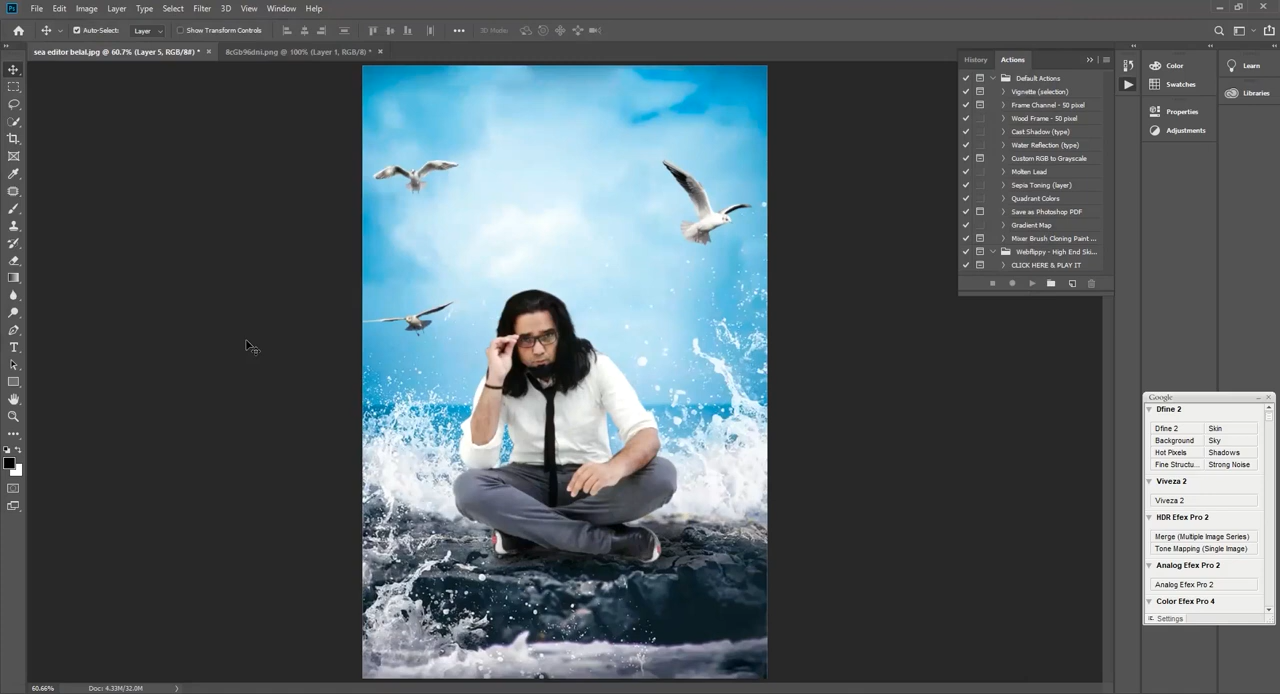 Ps File Edit Image Layer Type Select Filter 3D View Window Help
Auto-Select: Layer Show Transform Controls 3D Mode:
sea editor belal.jpg @ 60.7% (Layer 5, RGB/8#) * × 8cGb96dni.png @ 100% (Layer 1, RGB/8) * ×
History Actions
Default Actions
Vignette (selection)
Frame Channel - 50 pixel
Wood Frame - 50 pixel
Cast Shadow (type)
Water Reflection (type)
Custom RGB to Grayscale
Molten Lead
Sepia Toning (layer)
Quadrant Colors
Save as Photoshop PDF
Gradient Map
Mixer Brush Cloning Paint ...
Webflippy - High End Ski...
CLICK HERE & PLAY IT
Color
Swatches
Properties
Adjustments
Learn
Libraries
Google
Dfine 2
Dfine 2 Skin
Background Sky
Hot Pixels Shadows
Fine Structu... Strong Noise
Viveza 2
Viveza 2
HDR Efex Pro 2
Merge (Multiple Image Series)
Tone Mapping (Single Image)
Analog Efex Pro 2
Analog Efex Pro 2
Color Efex Pro 4
Settings
60.66% Doc: 4.33M/32.0M